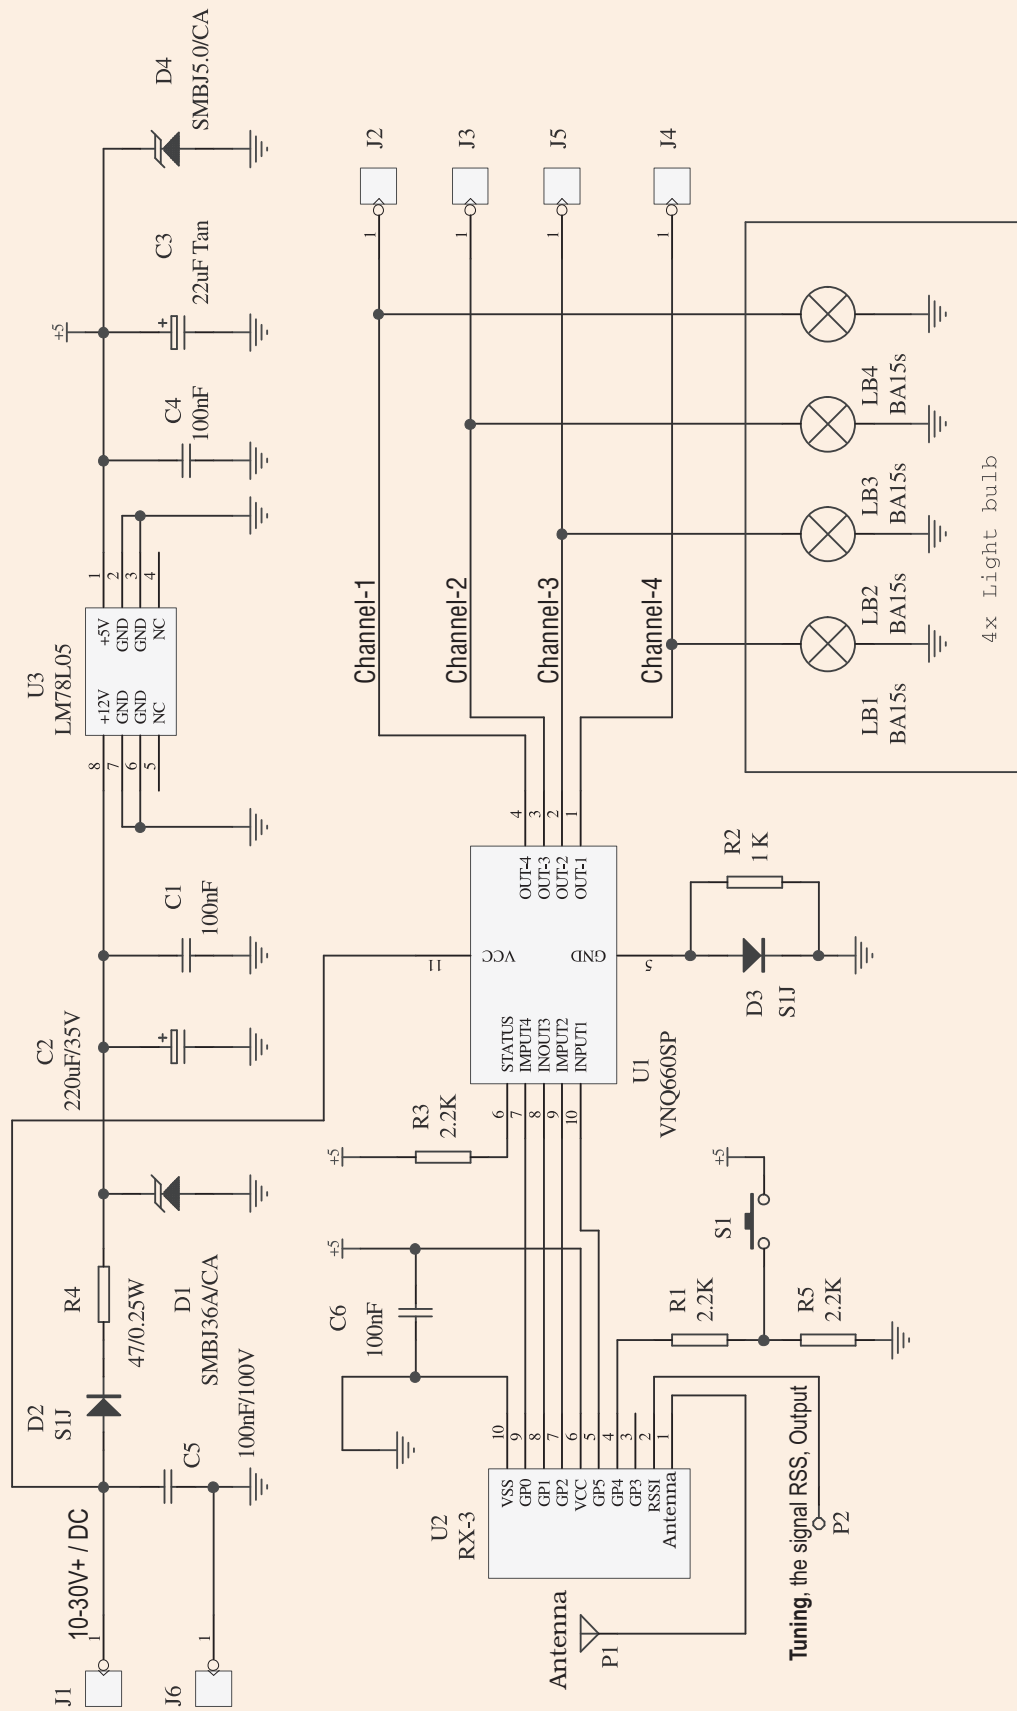 J1
1
10-30V+ / DC
J6
1
C5
100nF/100V
D2
S1J
R4
47/0.25W
D1
SMBJ36A/CA
C2
220uF/35V
+
C1
100nF
U3
LM78L05
8
7
6
5
+12V
GND
GND
NC
+5V
GND
GND
NC
1
2
3
4
C4
100nF
+5
+
C3
22uF Tan
D4
SMBJ5.0/CA
Antenna
P1
U2
RX-3
VSS
GP0
GP1
GP2
VCC
GP5
GP4
GP3
RSSI
Antenna
10
9
8
7
6
5
4
3
2
1
C6
100nF
+5
+5
R3
2.2K
6
7
8
9
10
STATUS
IMPUT4
INOUT3
IMPUT2
INPUT1
VCC
11
GND
5
OUT-4
OUT-3
OUT-2
OUT-1
4
3
2
1
U1
VNQ660SP
D3
S1J
R2
1K
R1
2.2K
R5
2.2K
S1
+5
Tuning, the signal RSS, Output
P2
Channel-1
Channel-2
Channel-3
Channel-4
1
J2
1
J3
1
J5
1
J4
LB1
BA15s
LB2
BA15s
LB3
BA15s
LB4
BA15s
4x Light bulb